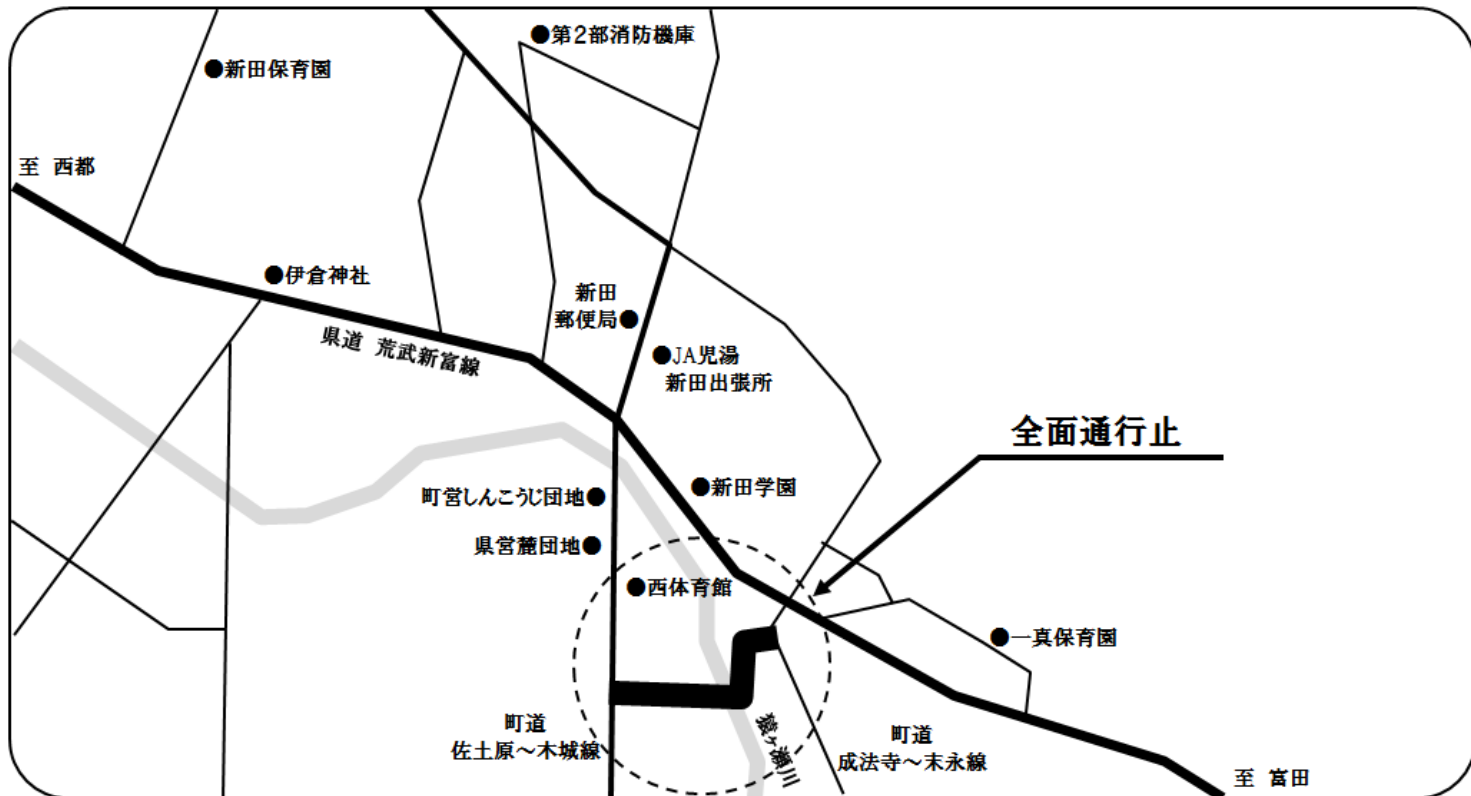 ●第2部消防機庫
●新田保育園
至 西都
●伊倉神社
新田
郵便局●
県道 荒武新富線
●JA児湯
新田出張所
全面通行止
●新田学園
町営しんこうじ団地●
県営麓団地●
●西体育館
●一真保育園
町道
佐土原～木城線
猿ヶ瀬川
町道
成法寺～末永線
至 富田